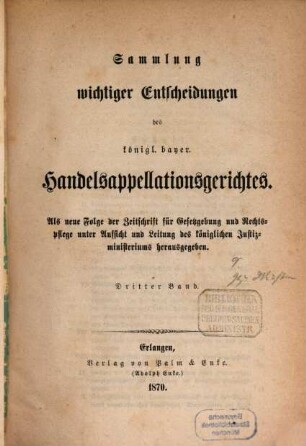 Sammlung
wichtiger Entscheidungen
des
königl. bayer.
Handelsappellationsgerichtes.
Als neue Folge der Zeitschrift für Gesetzgebung und Rechts-
pflege unter Aufsicht und Leitung des königlichen Justiz-
ministeriums herausgegeben.
Dritter Band.
Erlangen,
Verlag von Palm & Enke.
(Adolph Enke.)
1870.